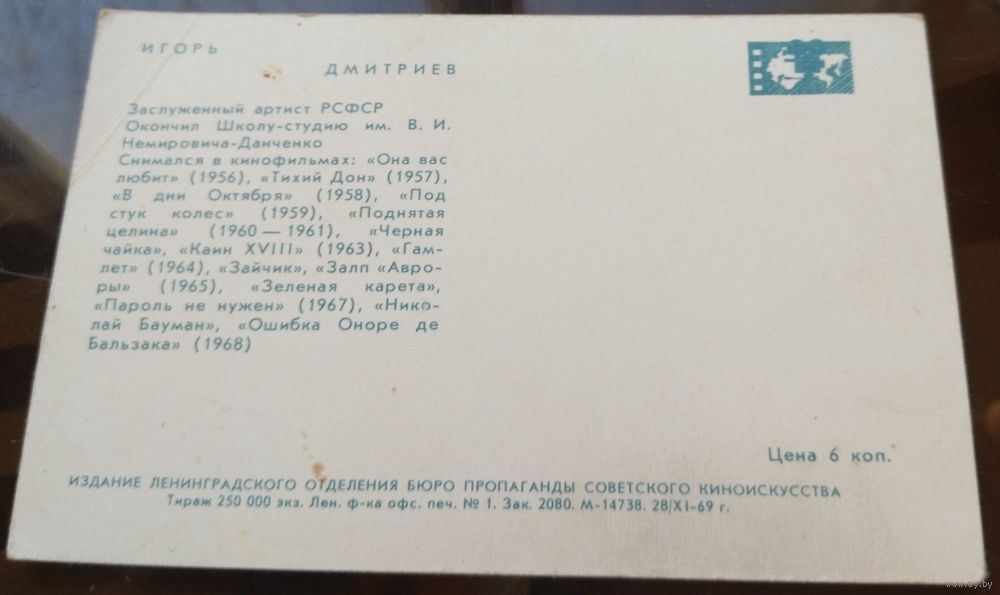 ИГОРЬ
ДМИТРИЕВ
Заслуженный артист РСФСР
Окончил Школу-студию им. В. И.
Немировича-Данченко
Снимался в кинофильмах: «Она вас
любит» (1956), «Тихий Дон» (1957),
«В дни Октября» (1958), «Под
стук колес» (1959), «Поднятая
целина» (1960 — 1961), «Черная
чайка», «Каин XVIII» (1963), «Гам-
лет» (1964), «Зайчик», «Залп «Авро-
ры» (1965), «Зеленая карета»,
«Пароль не нужен» (1967), «Нико-
лай Бауман», «Ошибка Оноре де
Бальзака» (1968)
Цена 6 коп.
ИЗДАНИЕ ЛЕНИНГРАДСКОГО ОТДЕЛЕНИЯ БЮРО ПРОПАГАНДЫ СОВЕТСКОГО КИНОИСКУССТВА
Тираж 250 000 экз. Лен. ф-ка офс. печ. № 1. Зак. 2080. М-14738. 28/XI-69 г.
www.ay.by